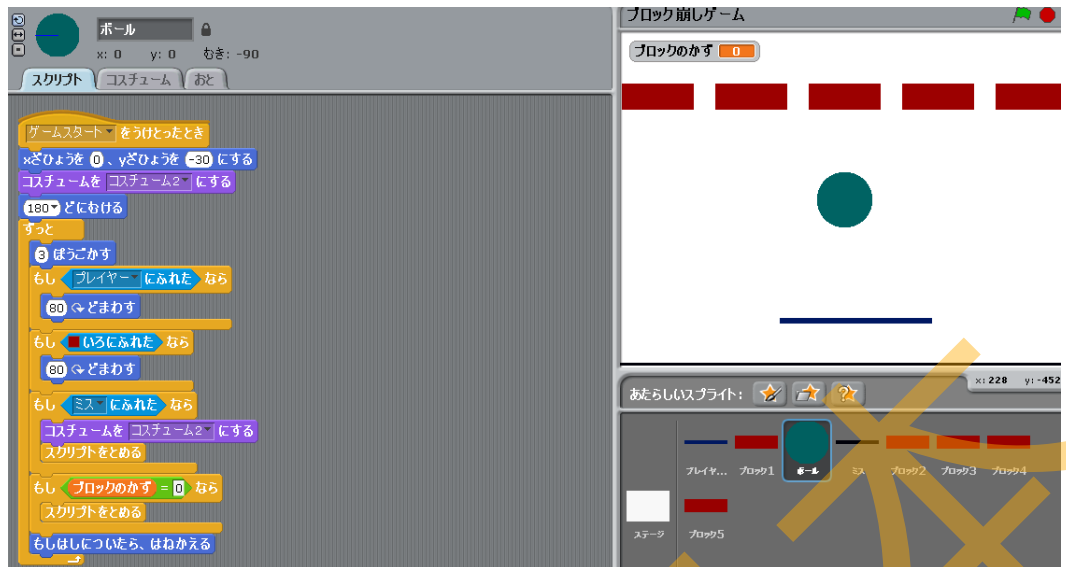 ボール
x: 0 y: 0 むき: -90
スクリプト コスチューム おと
ゲームスタート をうけとったとき
xざひょうを 0 、yざひょうを -30 にする
コスチュームを コスチューム2 にする
180 どにむける
ずっと
3 ほうごかす
もし プレイヤー にふれた なら
80 どまわす
もし いろにふれた なら
80 どまわす
もし ミス にふれた なら
コスチュームを コスチューム2 にする
スクリプトをとめる
もし ブロックのかず = 0 なら
スクリプトをとめる
もしはしについたら、はねかえる
ブロック崩しゲーム
ブロックのかず 0
x: 228 y: -452
あたらしいスプライト:
プレイヤ... ブロック1 ボール ミス ブロック2 ブロック3 ブロック4
ステージ ブロック5